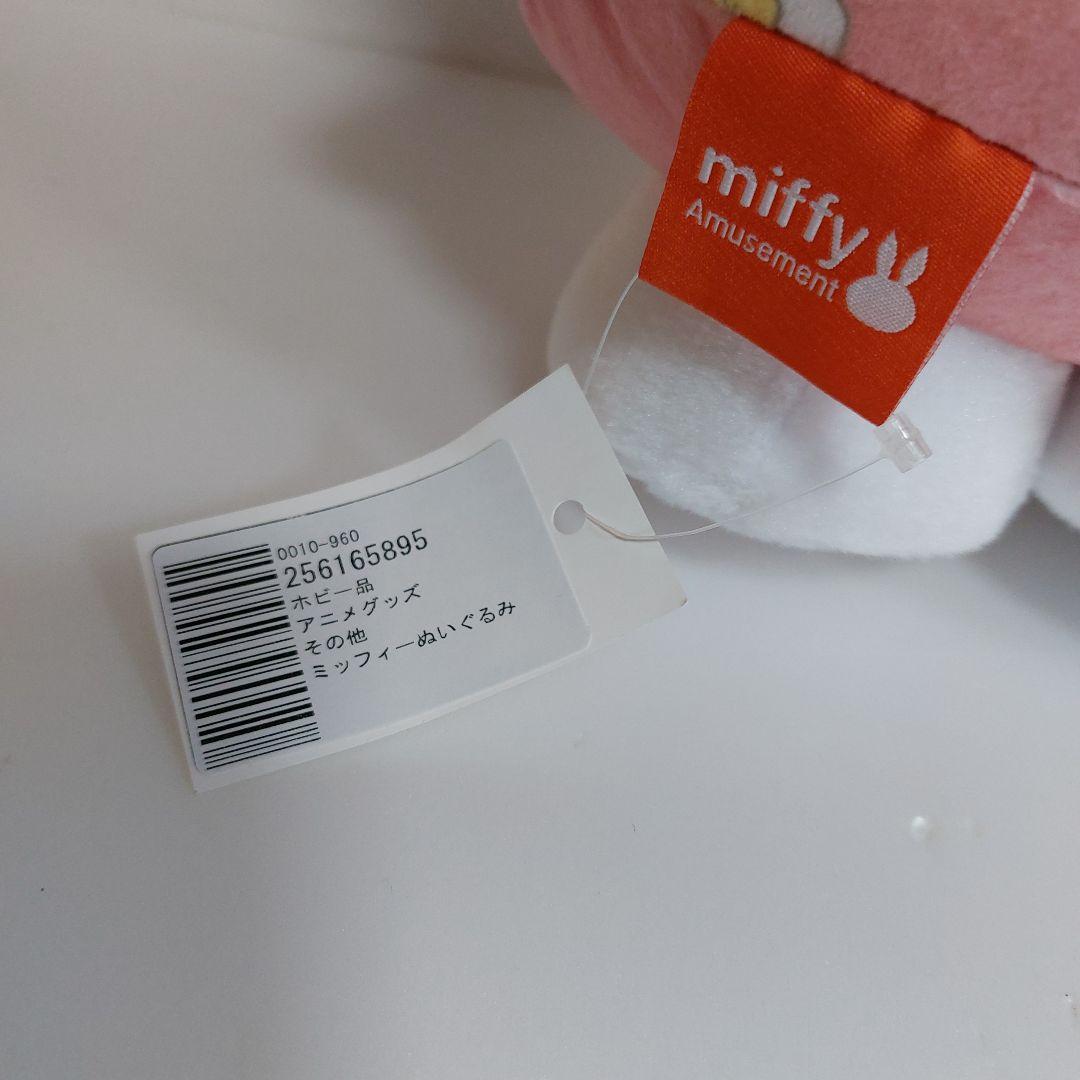 miffy
Amusement
0010-960
256165895
ホビー品
アニメグッズ
その他
ミッフィーぬいぐるみ